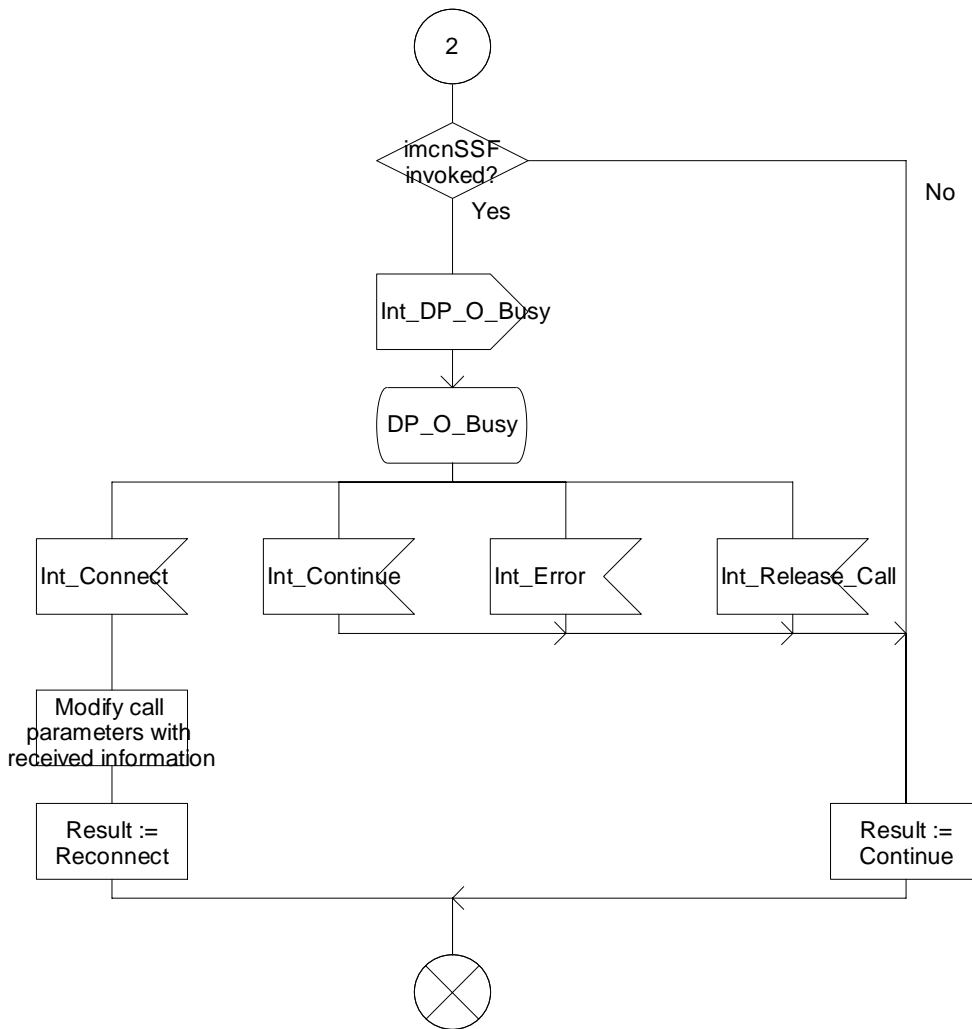 2
imcnSSF
invoked?
No
Yes
Int_DP_O_Busy
DP_O_Busy
Int_Connect
Int_Continue
Int_Error
Int_Release_Call
Modify call
parameters with
received information
Result :=
Reconnect
Result :=
Continue